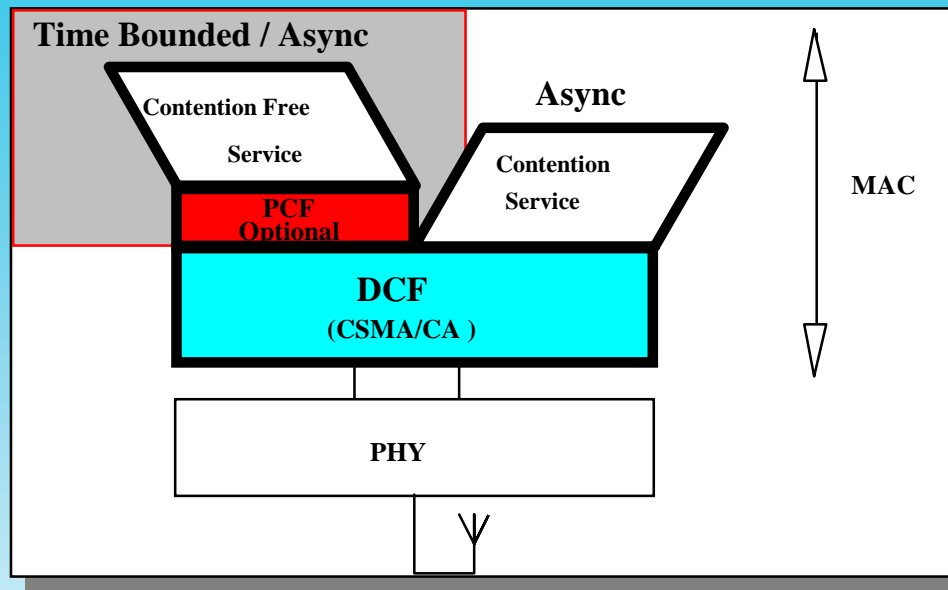 Time Bounded / Async
Contention Free
Service
Async
Contention
Service
MAC
PCF
Optional
DCF
(CSMA/CA )
PHY